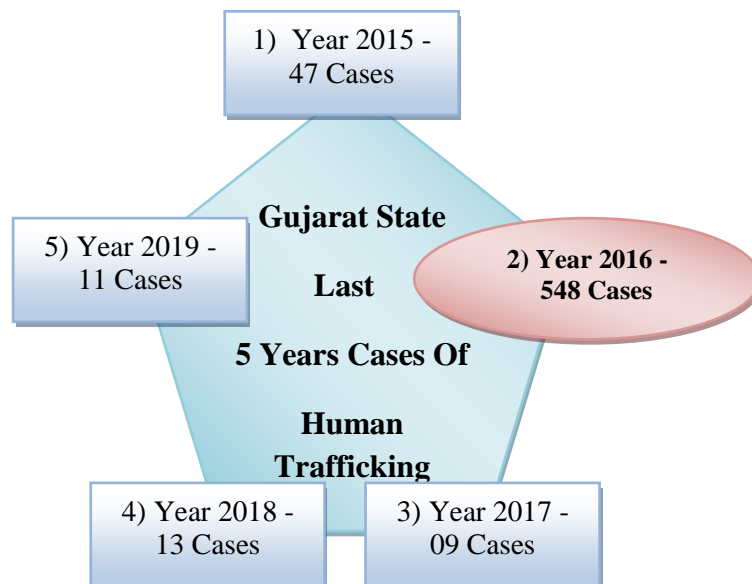 1) Year 2015 -
47 Cases
Gujarat State
Last
5 Years Cases Of
Human
Trafficking
2) Year 2016 -
548 Cases
3) Year 2017 -
09 Cases
4) Year 2018 -
13 Cases
5) Year 2019 -
11 Cases